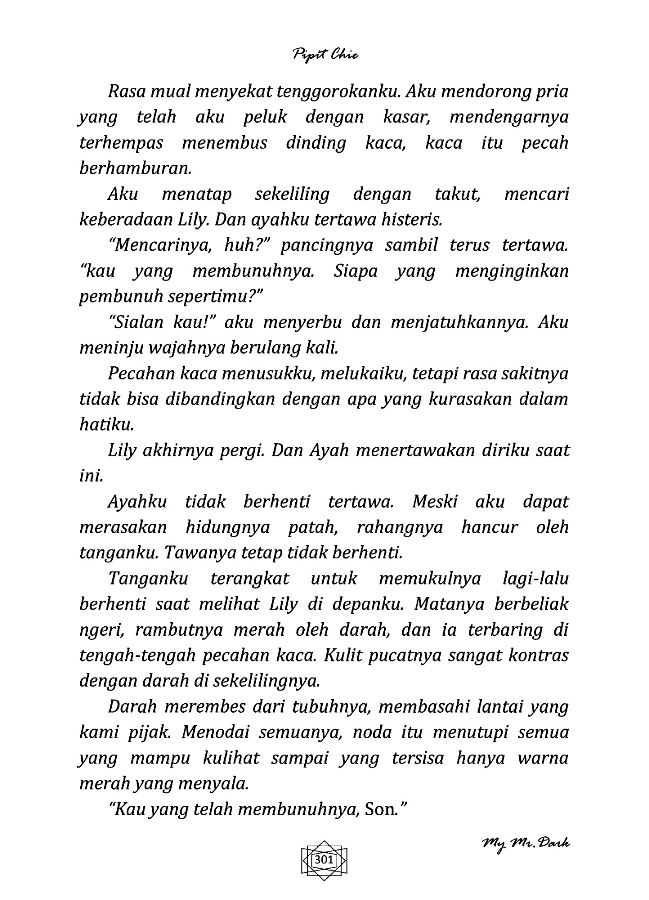 Pipit Chie
Rasa mual menyekat tenggorokanku. Aku mendorong pria
yang telah aku peluk dengan kasar, mendengarnya
terhempas menembus dinding kaca, kaca itu pecah
berhamburan.
Aku menatap sekeliling dengan takut, mencari
keberadaan Lily. Dan ayahku tertawa histeris.
“Mencarinya, huh?” pancingnya sambil terus tertawa.
“kau yang membunuhnya. Siapa yang menginginkan
pembunuh sepertimu?”
“Sialan kau!” aku menyerbu dan menjatuhkannya. Aku
meninju wajahnya berulang kali.
Pecahan kaca menusukku, melukaiku, tetapi rasa sakitnya
tidak bisa dibandingkan dengan apa yang kurasakan dalam
hatiku.
Lily akhirnya pergi. Dan Ayah menertawakan diriku saat
ini.
Ayahku tidak berhenti tertawa. Meski aku dapat
merasakan hidungnya patah, rahangnya hancur oleh
tanganku. Tawanya tetap tidak berhenti.
Tanganku terangkat untuk memukulnya lagi-lalu
berhenti saat melihat Lily di depanku. Matanya berbeliak
ngeri, rambutnya merah oleh darah, dan ia terbaring di
tengah-tengah pecahan kaca. Kulit pucatnya sangat kontras
dengan darah di sekelilingnya.
Darah merembes dari tubuhnya, membasahi lantai yang
kami pijak. Menodai semuanya, noda itu menutupi semua
yang mampu kulihat sampai yang tersisa hanya warna
merah yang menyala.
“Kau yang telah membunuhnya, Son.”
My Mr. Dark
301